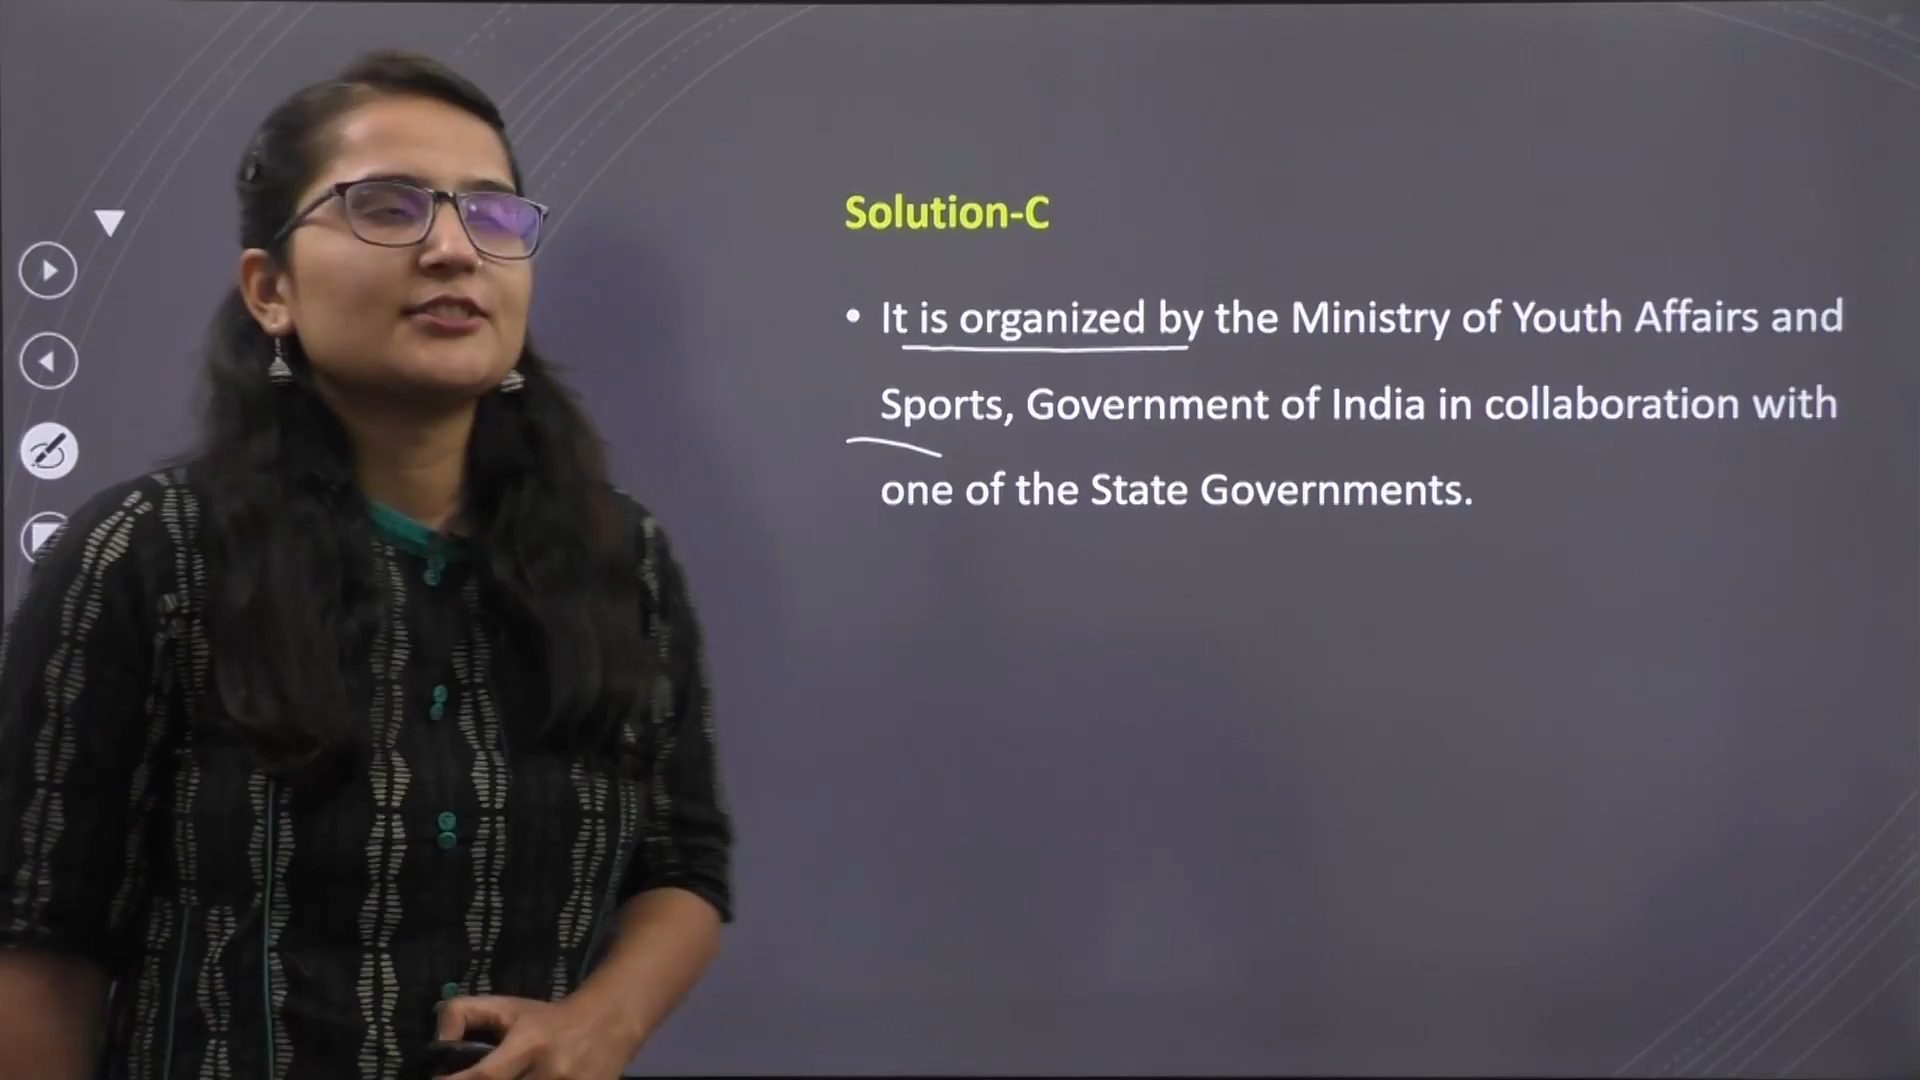 Solution-C
• It is organized by the Ministry of Youth Affairs and
Sports, Government of India in collaboration with
one of the State Governments.